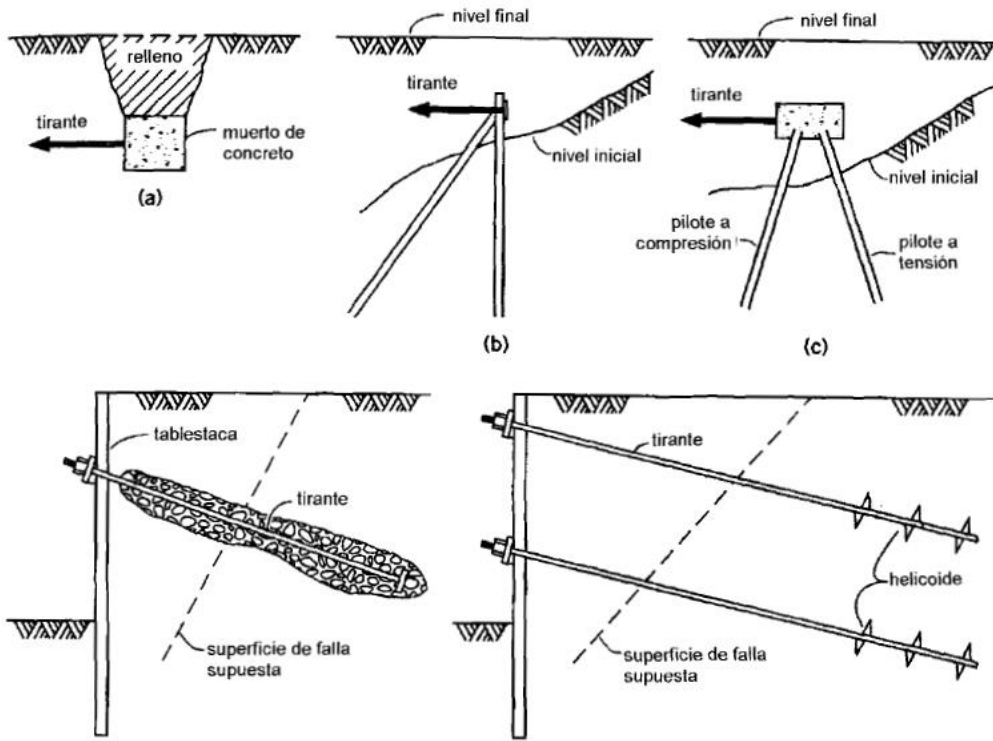 relleno
tirante
muerto de
concreto
(a)
nivel final
tirante
nivel inicial
(b)
nivel final
tirante
nivel inicial
pilote a
compresión
pilote a
tensión
(c)
tablestaca
tirante
superficie de falla
supuesta
tirante
helicoide
superficie de falla
supuesta